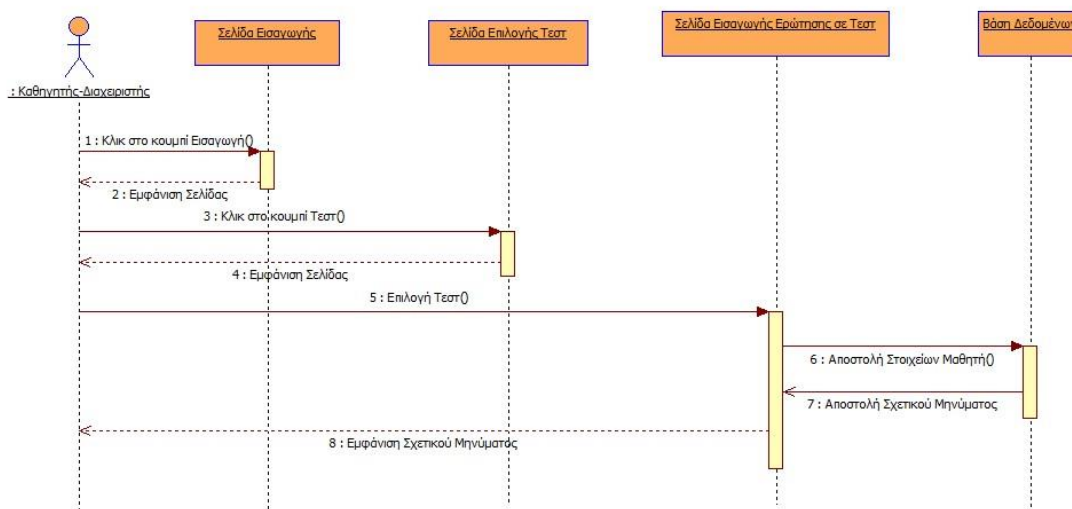 Σελίδα Εισαγωγής
Σελίδα Επιλογής Τεστ
Σελίδα Εισαγωγής Ερώτησης σε Τεστ
Βάση Δεδομένων
: Καθηγητής-Διαχειριστής
1 : Κλικ στο κουμπί Εισαγωγή()
2 : Εμφάνιση Σελίδας
3 : Κλικ στο κουμπί Τεστ()
4 : Εμφάνιση Σελίδας
5 : Επιλογή Τεστ()
6 : Αποστολή Στοιχείων Μαθητή()
7 : Αποστολή Σχετικού Μηνύματος
8 : Εμφάνιση Σχετικού Μηνύματος